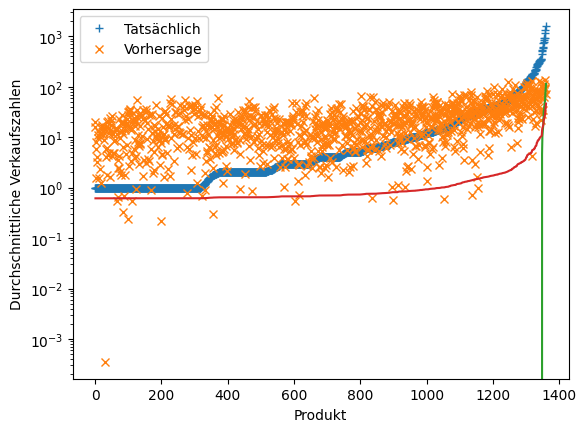 Tatsächlich
Vorhersage
Durchschnittliche Verkaufszahlen
10³
10²
10¹
10⁰
10⁻¹
10⁻²
10⁻³
0 200 400 600 800 1000 1200 1400
Produkt